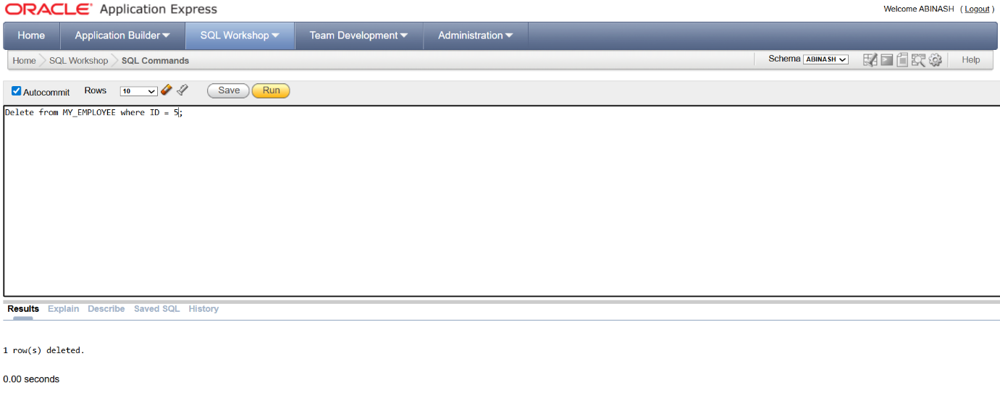 ORACLE Application Express
Welcome ABINASH ( Logout )
Home Application Builder SQL Workshop Team Development Administration
Home SQL Workshop SQL Commands Schema ABINASH Help
Autocommit Rows 10 Save Run
Delete from MY_EMPLOYEE where ID = 5;
Results Explain Describe Saved SQL History
1 row(s) deleted.
0.00 seconds